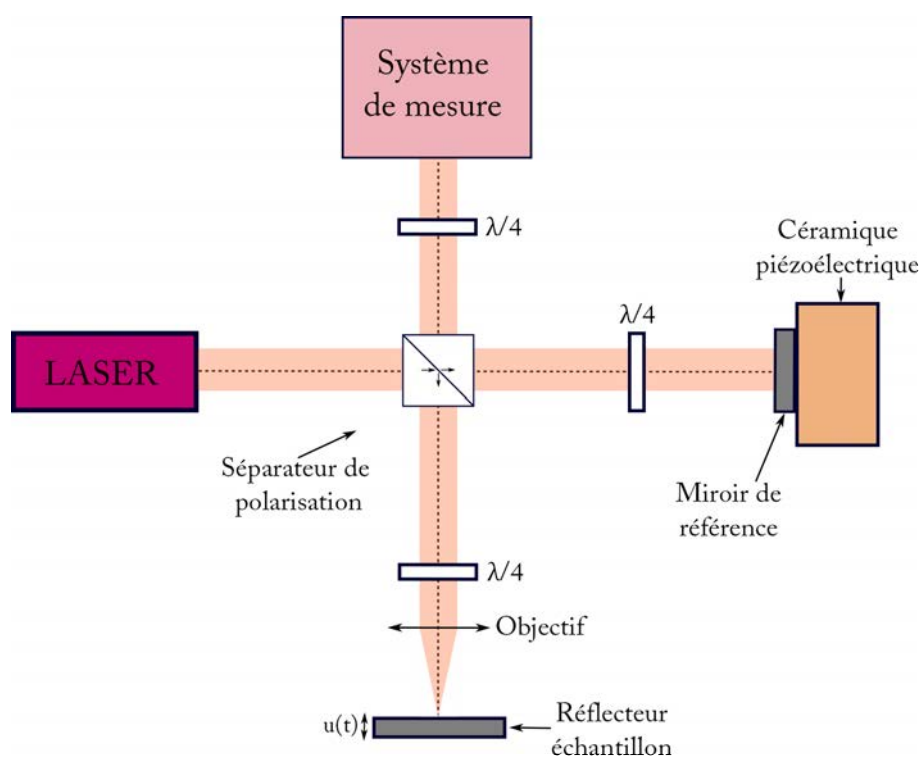 Système
de mesure
λ/4
Céramique
piézoélectrique
λ/4
LASER
Séparateur de
polarisation
Miroir de
référence
λ/4
Objectif
u(t)
Réflecteur
échantillon